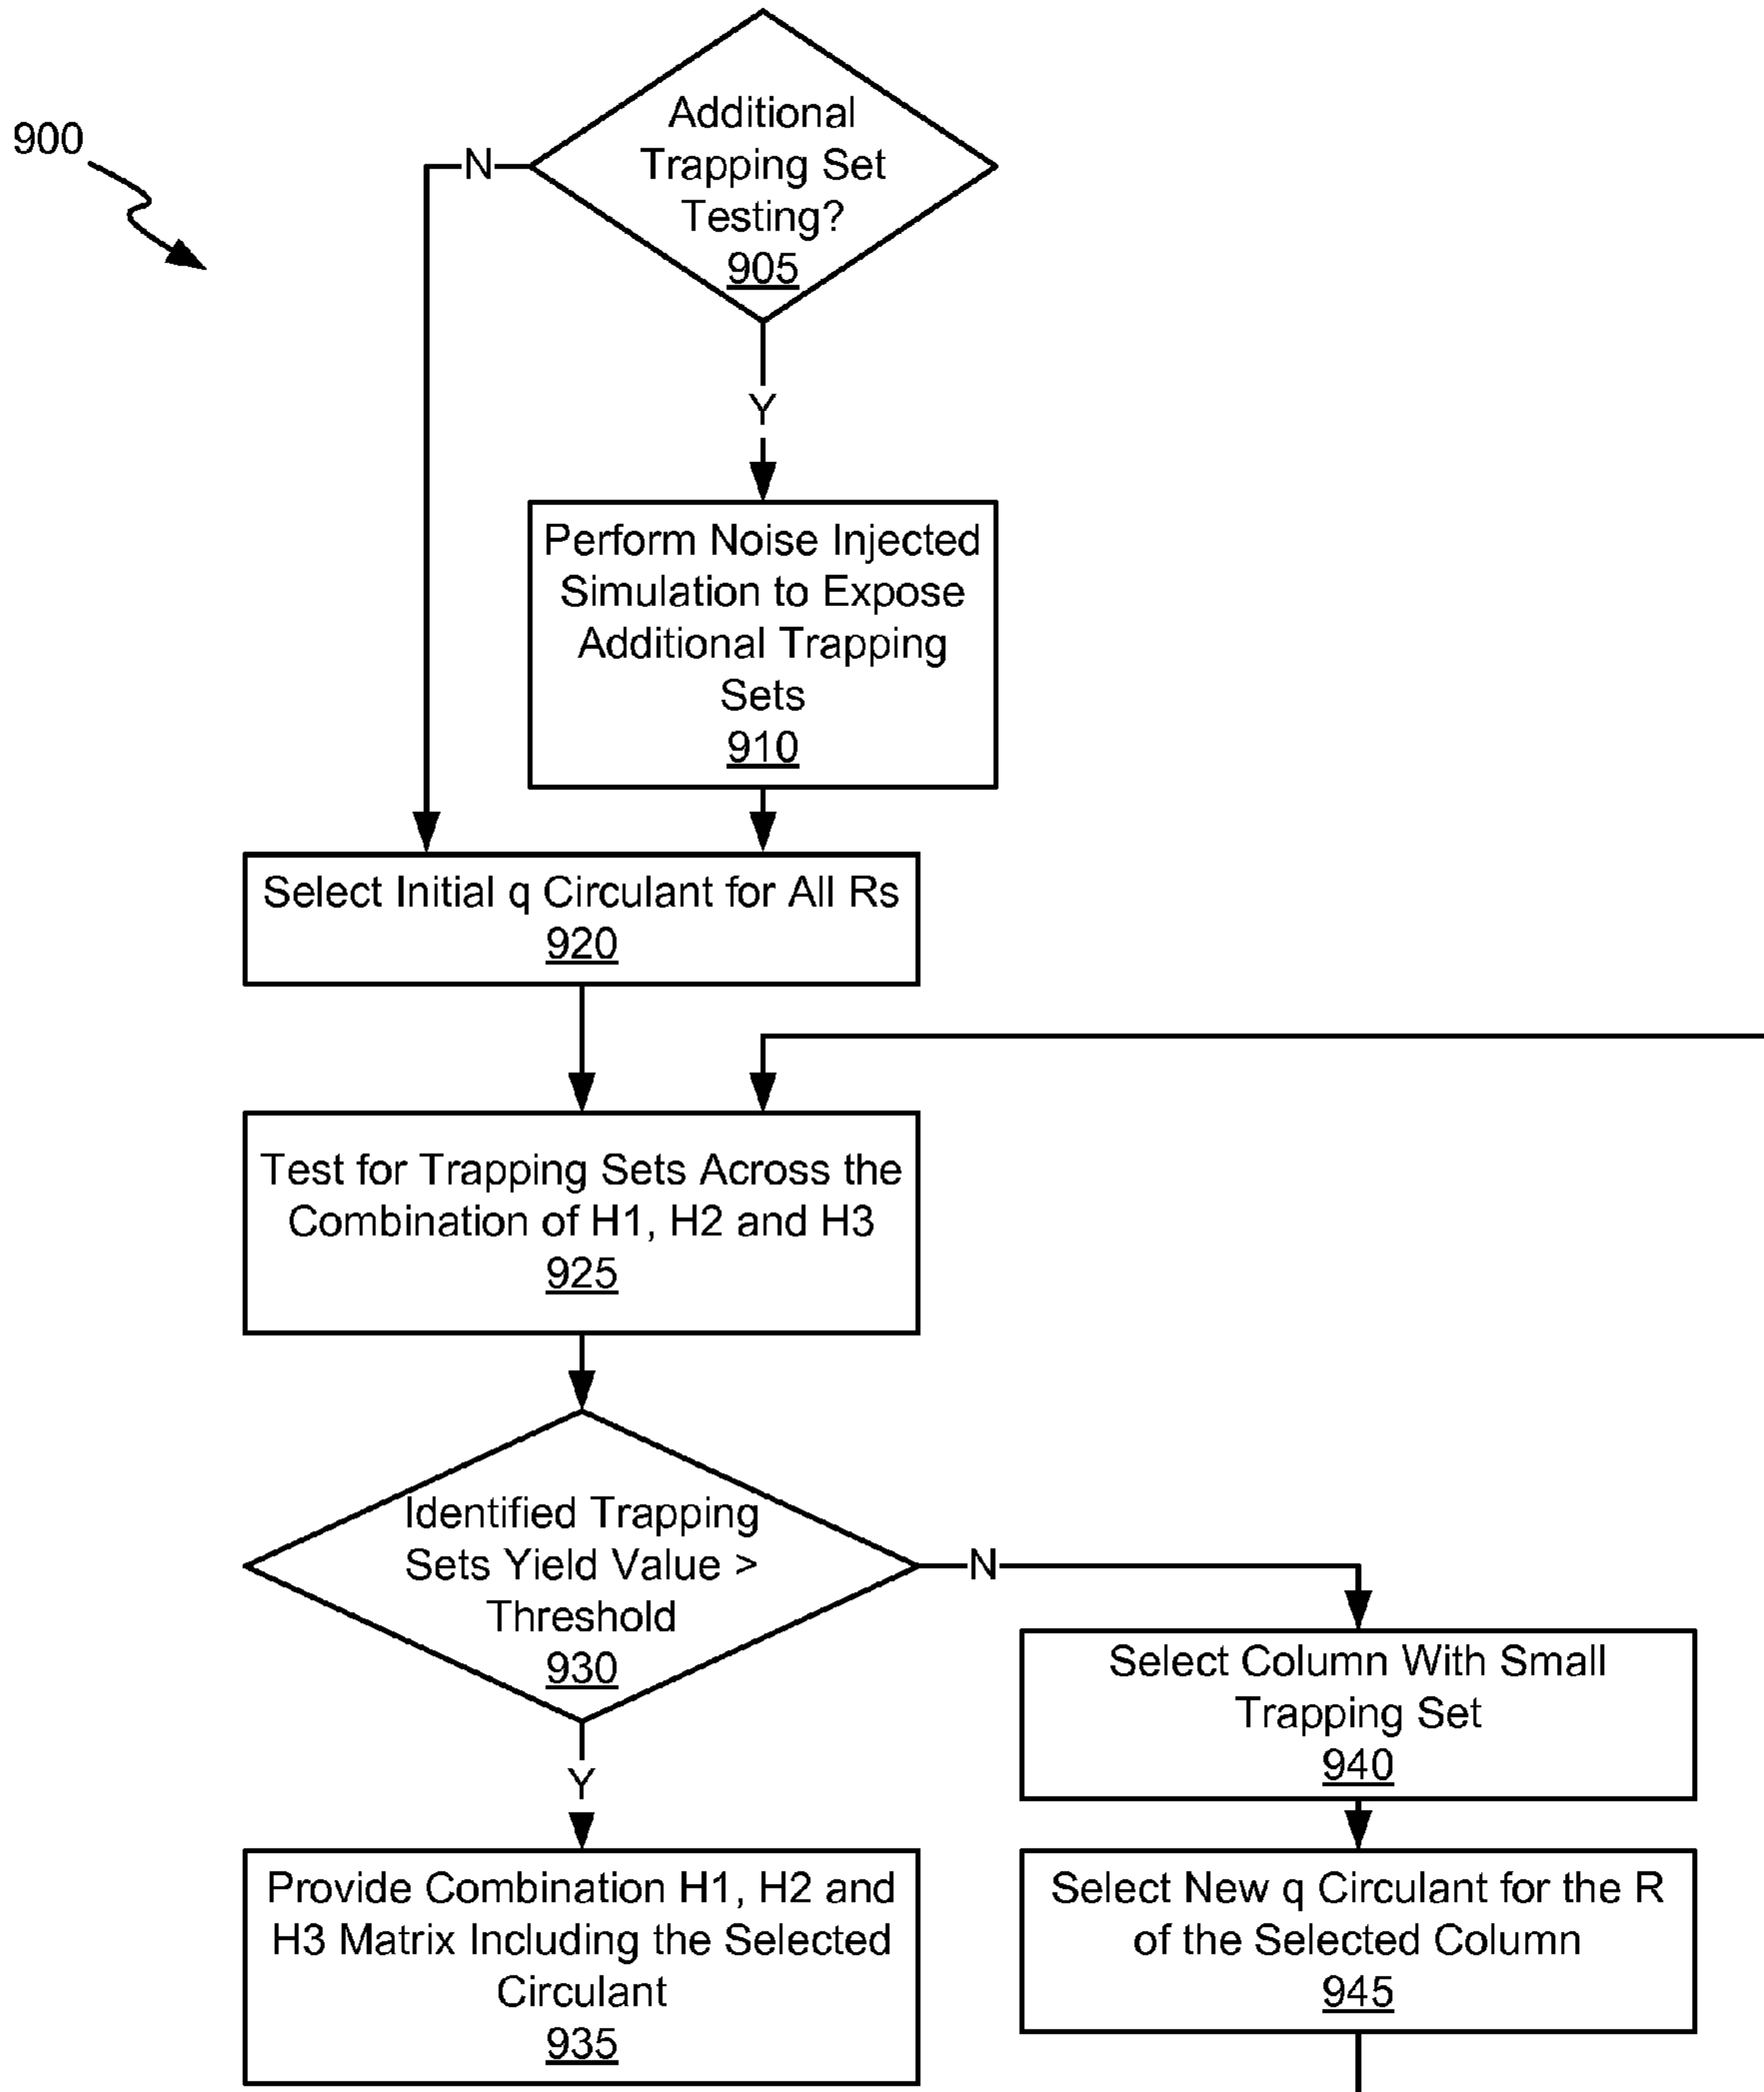 900
Additional
Trapping Set
Testing?
905
N
Y
Perform Noise Injected
Simulation to Expose
Additional Trapping
Sets
910
Select Initial q Circulant for All Rs
920
Test for Trapping Sets Across the
Combination of H1, H2 and H3
925
Identified Trapping
Sets Yield Value >
Threshold
930
N
Y
Select Column With Small
Trapping Set
940
Provide Combination H1, H2 and
H3 Matrix Including the Selected
Circulant
935
Select New q Circulant for the R
of the Selected Column
945